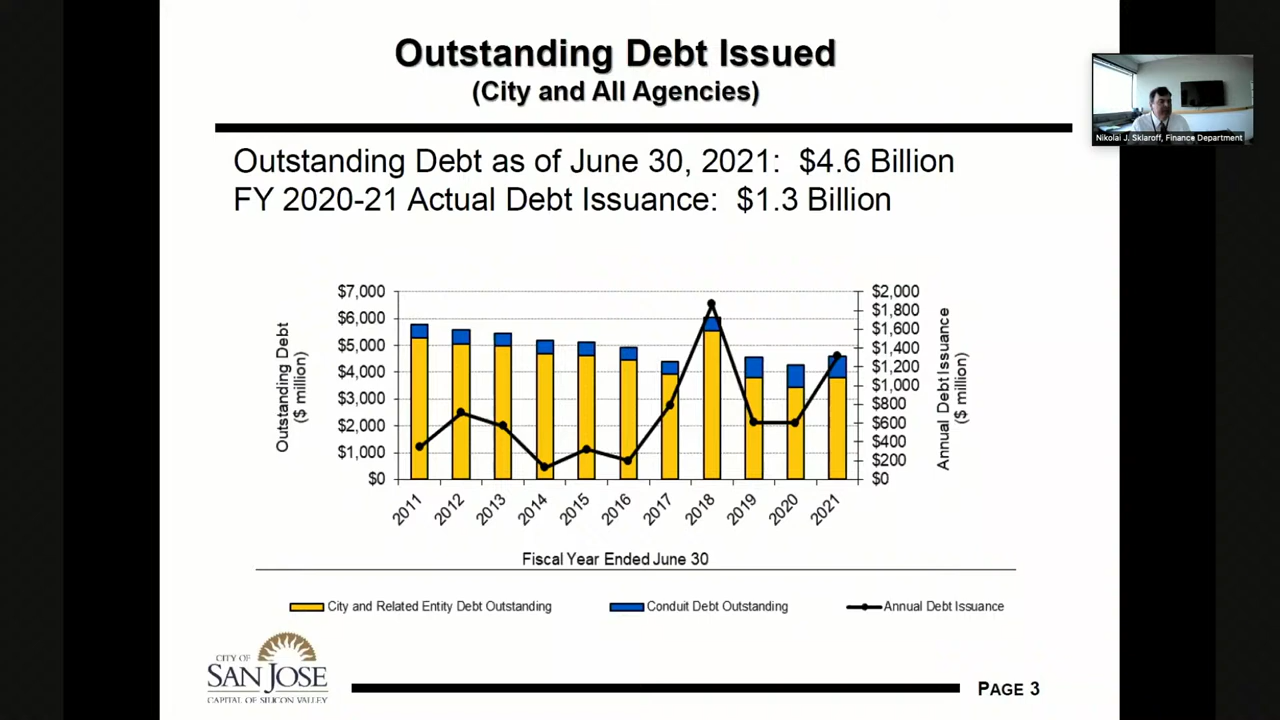 Outstanding Debt Issued
(City and All Agencies)
Nikolai J. Sklaroff, Finance Department
Outstanding Debt as of June 30, 2021: $4.6 Billion
FY 2020-21 Actual Debt Issuance: $1.3 Billion
Outstanding Debt
($ million)
$7,000
$6,000
$5,000
$4,000
$3,000
$2,000
$1,000
$0
$2,000
$1,800
$1,600
$1,400
$1,200
$1,000
$800
$600
$400
$200
$0
Annual Debt Issuance
($ million)
2011 2012 2013 2014 2015 2016 2017 2018 2019 2020 2021
Fiscal Year Ended June 30
City and Related Entity Debt Outstanding Conduit Debt Outstanding Annual Debt Issuance
CITY OF
SAN JOSE
CAPITAL OF SILICON VALLEY
PAGE 3